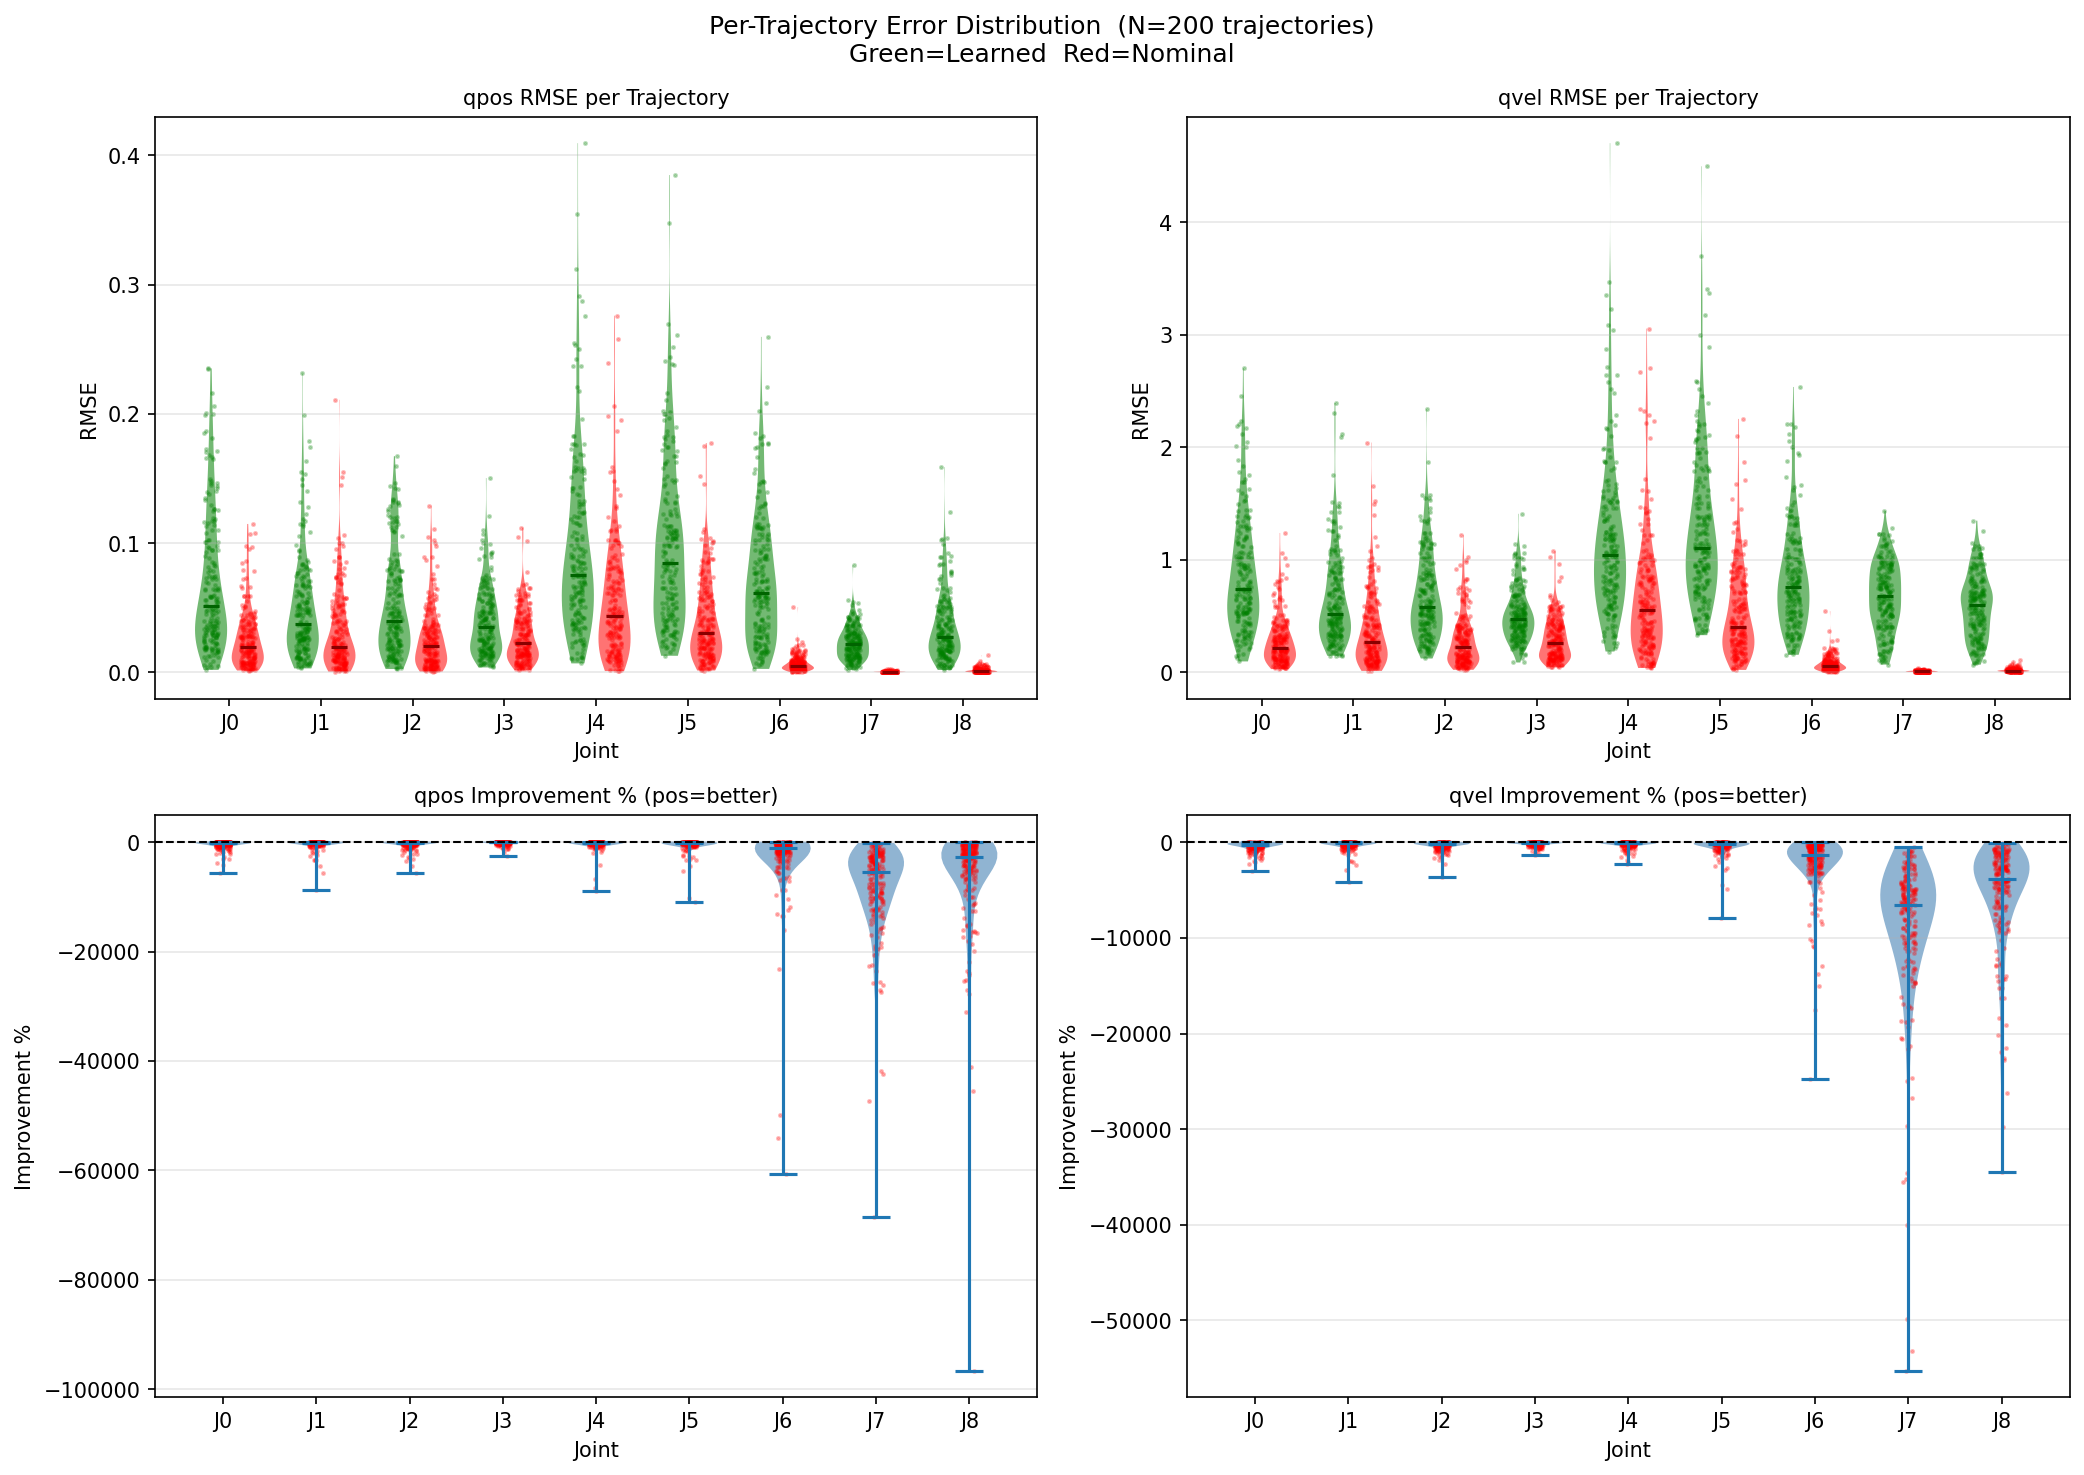 Per-Trajectory Error Distribution  (N=200 trajectories)
Green=Learned  Red=Nominal
qpos RMSE per Trajectory
RMSE
0.4
0.3
0.2
0.1
0.0
J0 J1 J2 J3 J4 J5 J6 J7 J8
Joint
qvel RMSE per Trajectory
RMSE
4
3
2
1
0
J0 J1 J2 J3 J4 J5 J6 J7 J8
Joint
qpos Improvement % (pos=better)
Improvement %
0
−20000
−40000
−60000
−80000
−100000
J0 J1 J2 J3 J4 J5 J6 J7 J8
Joint
qvel Improvement % (pos=better)
Improvement %
0
−10000
−20000
−30000
−40000
−50000
J0 J1 J2 J3 J4 J5 J6 J7 J8
Joint